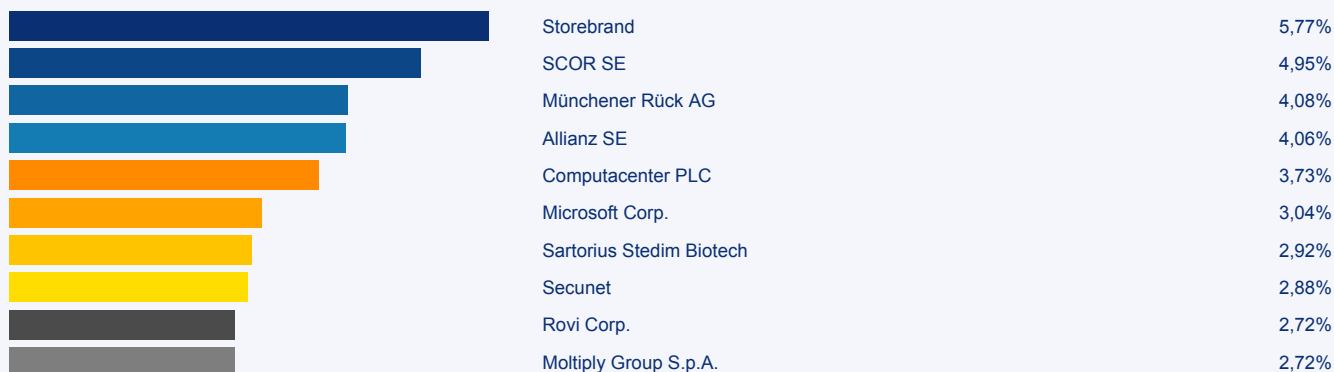 Storebrand 5,77%
SCOR SE 4,95%
Münchener Rück AG 4,08%
Allianz SE 4,06%
Computacenter PLC 3,73%
Microsoft Corp. 3,04%
Sartorius Stedim Biotech 2,92%
Secunet 2,88%
Rovi Corp. 2,72%
Moltiply Group S.p.A. 2,72%